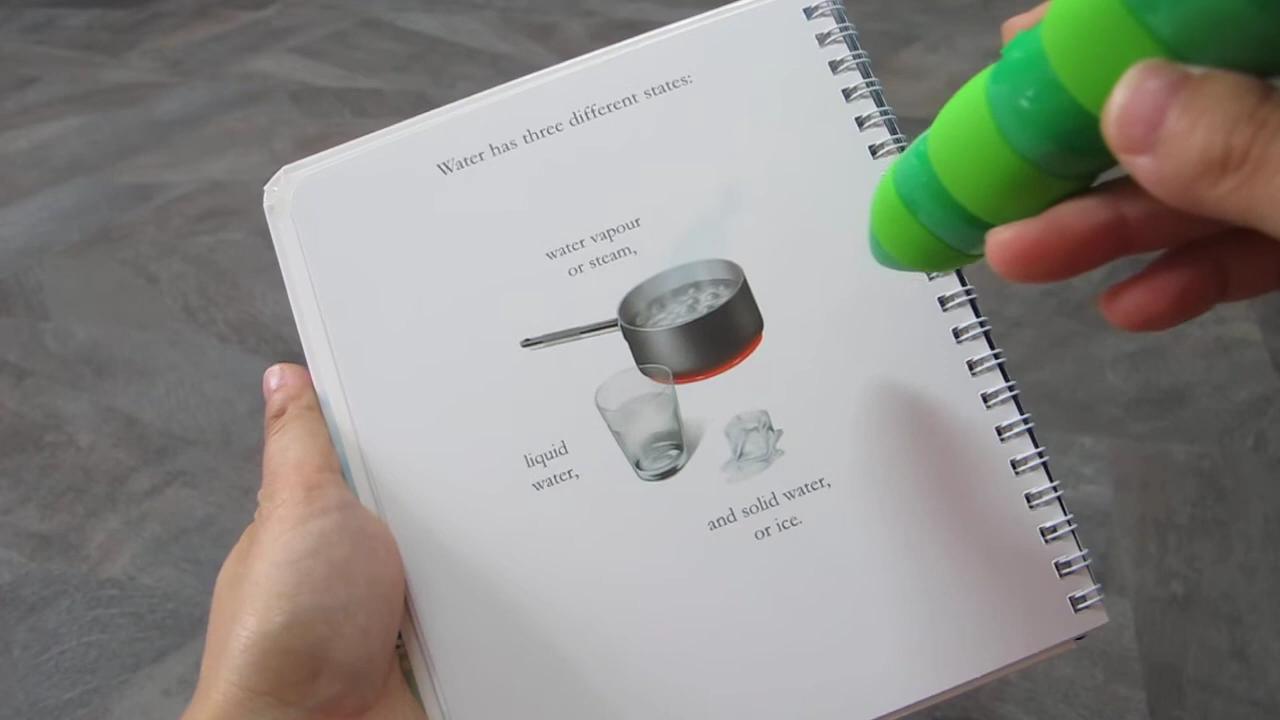 Water has three different states:
water vapour
or steam,
liquid
water,
and solid water,
or ice.